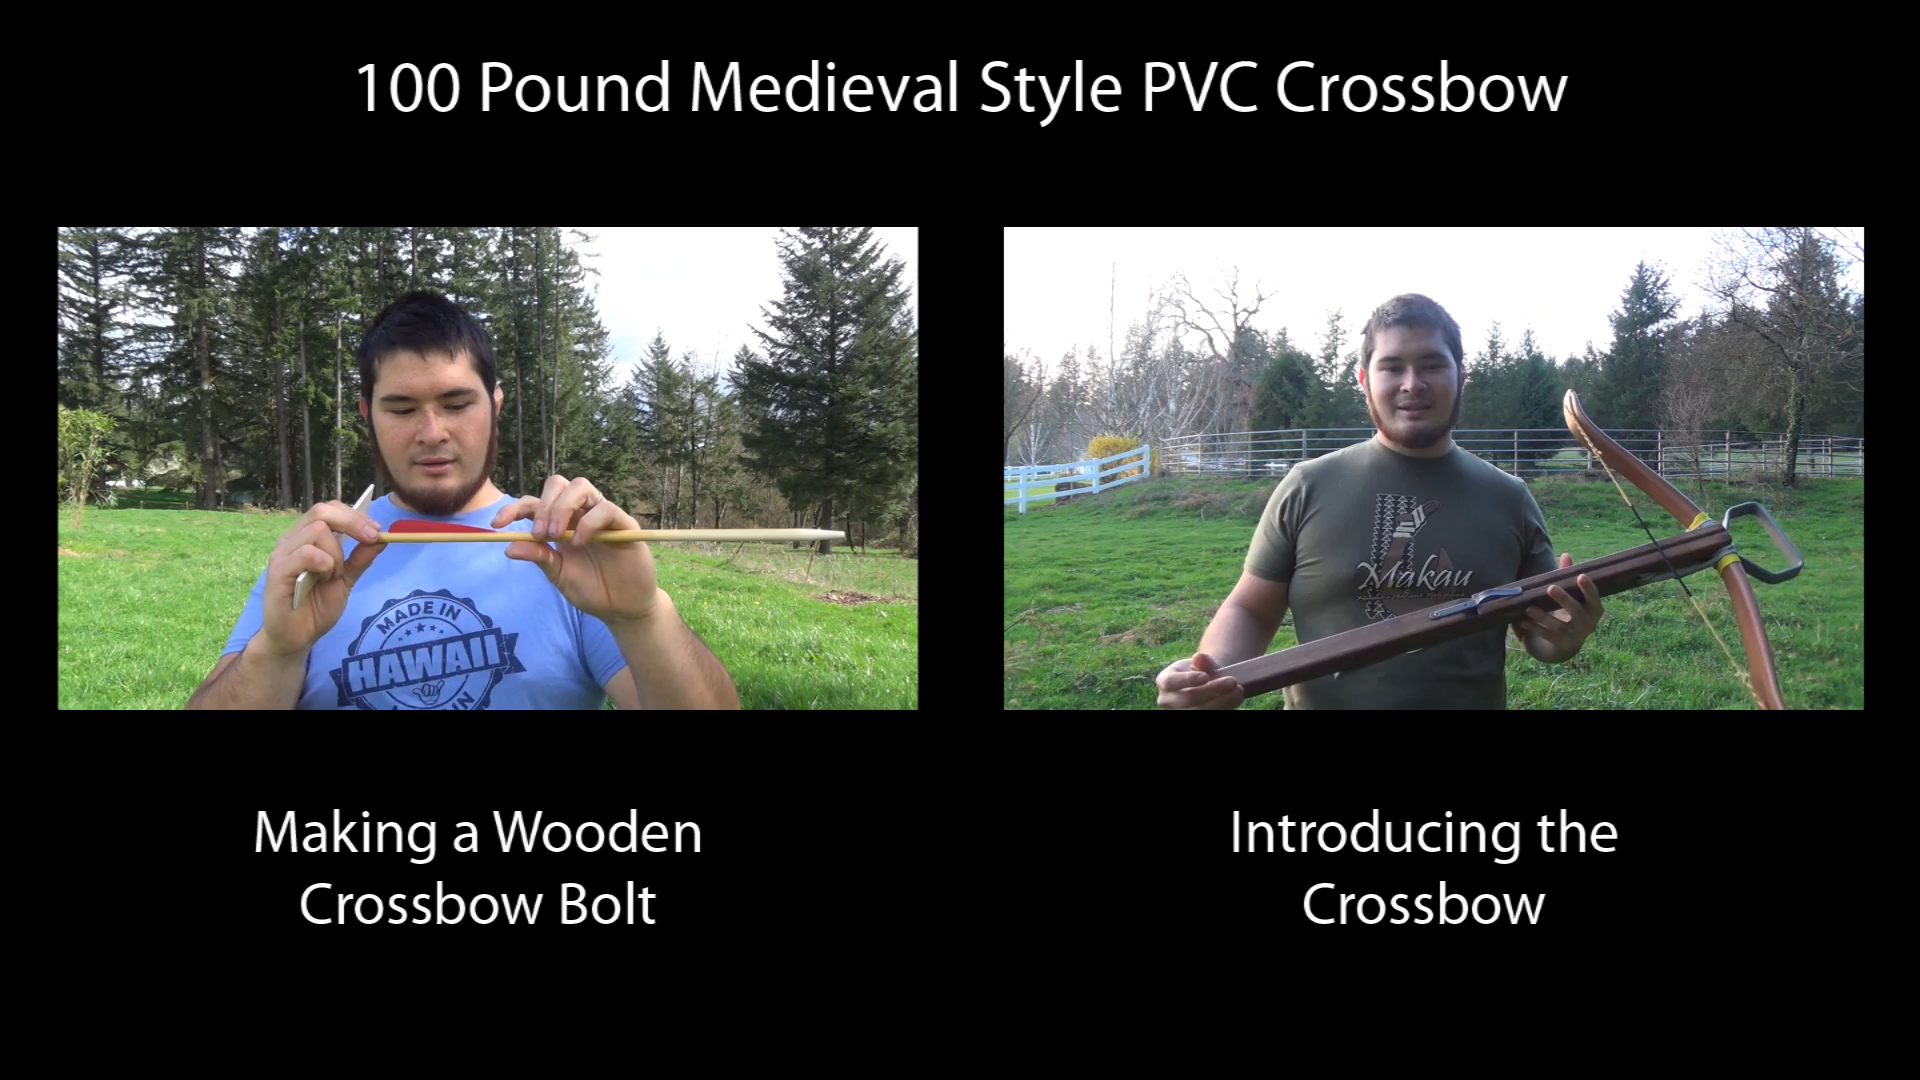 100 Pound Medieval Style PVC Crossbow
MADE IN
HAWAII
Makau
Making a Wooden
Crossbow Bolt
Introducing the
Crossbow